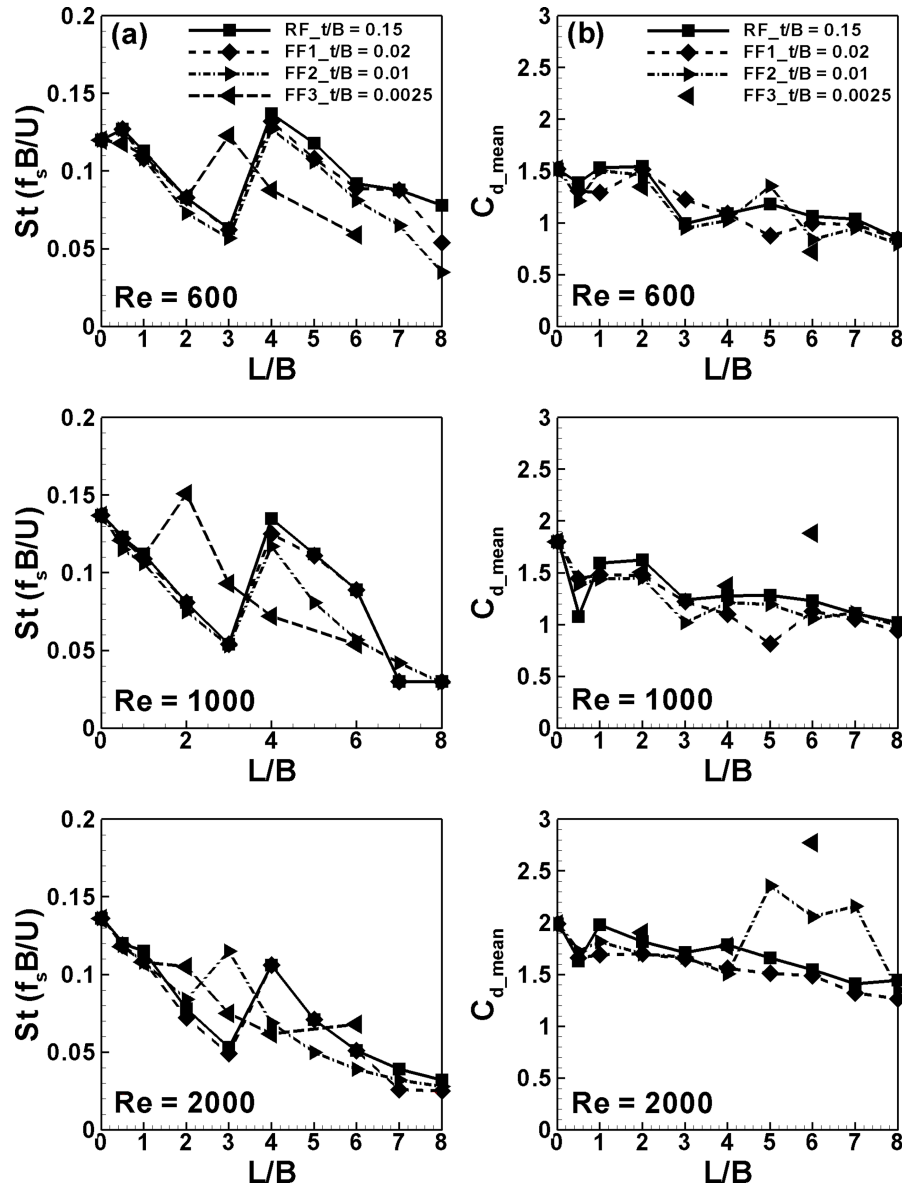 (a)
RF_t/B = 0.15
FF1_t/B = 0.02
FF2_t/B = 0.01
FF3_t/B = 0.0025
0.2
0.15
0.1
0.05
0
St (fsB/U)
Re = 600
0 1 2 3 4 5 6 7 8
L/B
(b)
RF_t/B = 0.15
FF1_t/B = 0.02
FF2_t/B = 0.01
FF3_t/B = 0.0025
3
2.5
2
1.5
1
0.5
0
Cd_mean
Re = 600
0 1 2 3 4 5 6 7 8
L/B
0.2
0.15
0.1
0.05
0
St (fsB/U)
Re = 1000
0 1 2 3 4 5 6 7 8
L/B
3
2.5
2
1.5
1
0.5
0
Cd_mean
Re = 1000
0 1 2 3 4 5 6 7 8
L/B
0.2
0.15
0.1
0.05
0
St (fsB/U)
Re = 2000
0 1 2 3 4 5 6 7 8
L/B
3
2.5
2
1.5
1
0.5
0
Cd_mean
Re = 2000
0 1 2 3 4 5 6 7 8
L/B